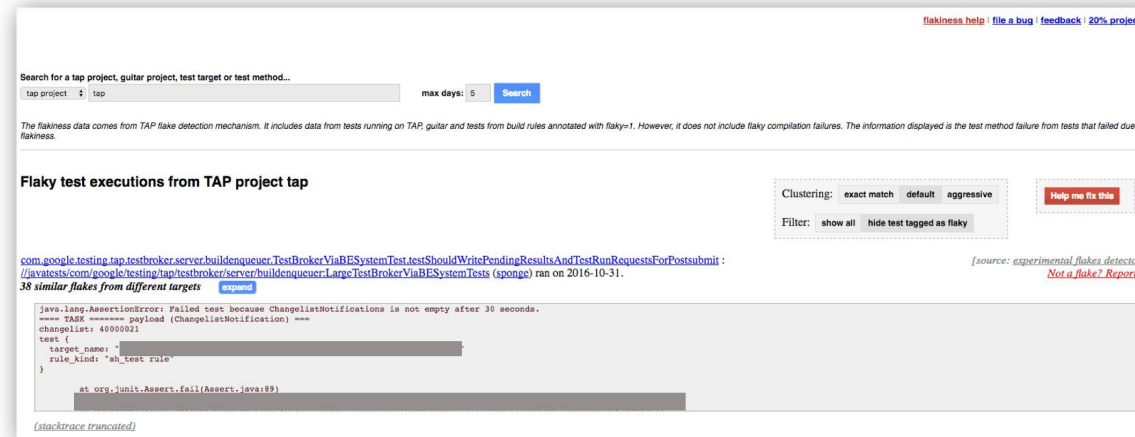 flakiness help | file a bug | feedback | 20% projec
Search for a tap project, guitar project, test target or test method...
tap project tap max days: 5 Search
The flakiness data comes from TAP flake detection mechanism. It includes data from tests running on TAP, guitar and tests from build rules annotated with flaky=1. However, it does not include flaky compilation failures. The information displayed is the test method failure from tests that failed due
flakiness.
Flaky test executions from TAP project tap
Clustering: exact match default aggressive
Help me fix this
Filter: show all hide test tagged as flaky
com.google.testing.tap.testbroker.server.buildenqueuer.TestBrokerViaBESystemTest.testShouldWritePendingResultsAndTestRunRequestsForPostsubmit :
[source: experimental flakes detecto
//javatests/com/google/testing/tap/testbroker/server/buildenqueuer:LargeTestBrokerViaBESystemTests (sponge) ran on 2016-10-31.
Not a flake? Report
38 similar flakes from different targets expand
java.lang.AssertionError: Failed test because ChangelistNotifications is not empty after 30 seconds.
==== TASK ======= payload (ChangelistNotification) ===
changelist: 40000021
test {
target_name: " "
rule_kind: "sh_test rule"
}
at org.junit.Assert.fail(Assert.java:89)
(stacktrace truncated)